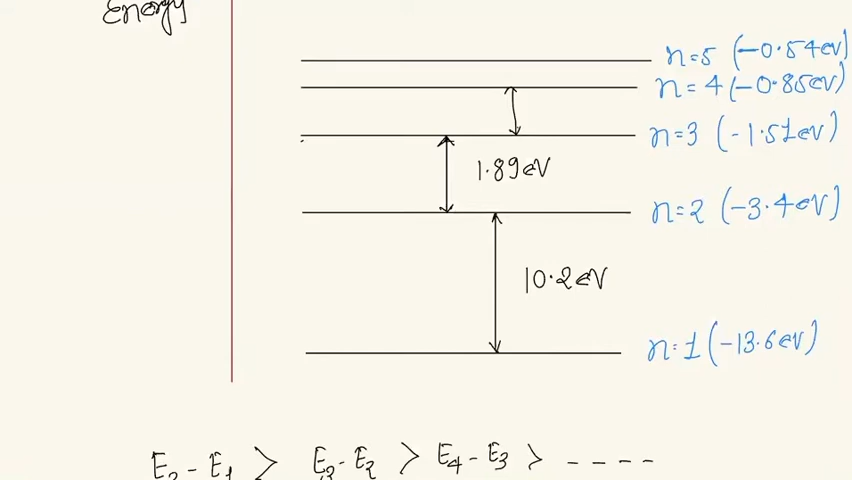 Energy
n=5 (-0.54eV)
n=4 (-0.85eV)
n=3 (-1.51eV)
1.89eV
n=2 (-3.4eV)
10.2eV
n=1 (-13.6eV)
E2-E1 > E3-E2 > E4-E3 > -----